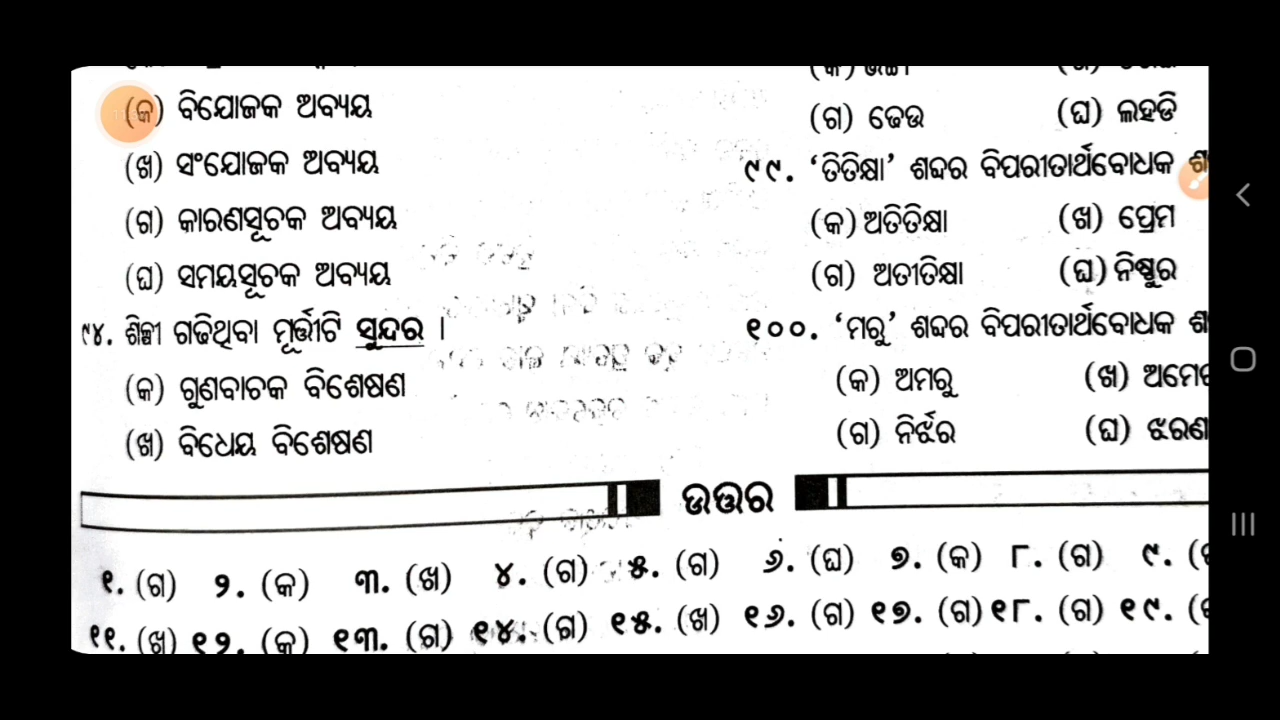 (କ) ବିଯୋଜକ ଅବ୍ୟୟ
(ଖ) ସଂଯୋଜକ ଅବ୍ୟୟ
(ଗ) କାରଣସୂଚକ ଅବ୍ୟୟ
(ଘ) ସମୟସୂଚକ ଅବ୍ୟୟ
୯୪. ଶିଳ୍ପୀ ଗଢିଥିବା ମୂର୍ତ୍ତୀଟି ସୁନ୍ଦର ।
(କ) ଗୁଣବାଚକ ବିଶେଷଣ
(ଖ) ବିଧେୟ ବିଶେଷଣ
(ଗ) ଢେଉ (ଘ) ଲହଡି
୯୯. ‘ତିତିକ୍ଷା’ ଶବ୍ଦର ବିପରୀତାର୍ଥବୋଧକ
(କ) ଅତିତିକ୍ଷା (ଖ) ପ୍ରେମ
(ଗ) ଅତୀତିକ୍ଷା (ଘ) ନିଷ୍ଠୁର
୧୦୦. ‘ମରୁ’ ଶବ୍ଦର ବିପରୀତାର୍ଥବୋଧକ
(କ) ଅମରୁ (ଖ)
(ଗ) ନିର୍ଝର (ଘ)
ଉତ୍ତର
୧. (ଗ) ୨. (କ) ୩. (ଖ) ୪. (ଗ) ୫. (ଗ) ୬. (ଘ) ୭. (କ) ୮. (ଗ) ୯.
୧୧. (ଖ) ୧୨. (କ) ୧୩. (ଗ) ୧୪. (ଗ) ୧୫. (ଖ) ୧୬. (ଗ) ୧୭. (ଗ) ୧୮. (ଗ) ୧୯.